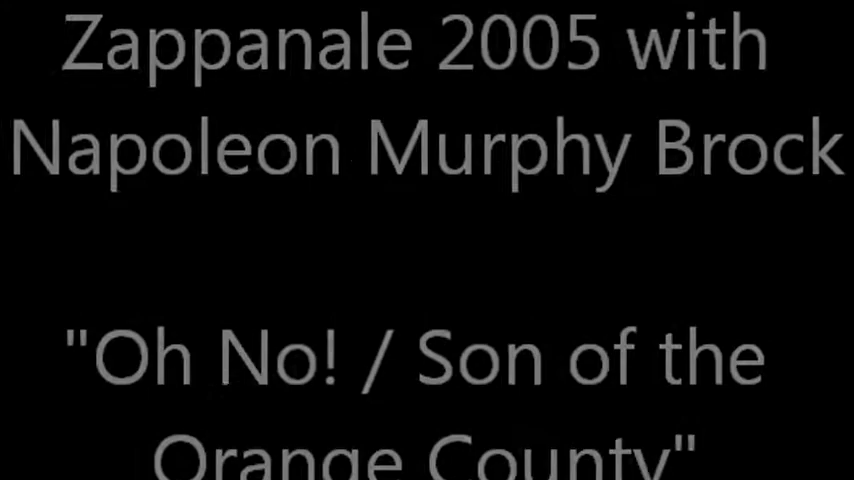 Zappanale 2005 with
Napoleon Murphy Brock
"Oh No! / Son of the
Orange County"